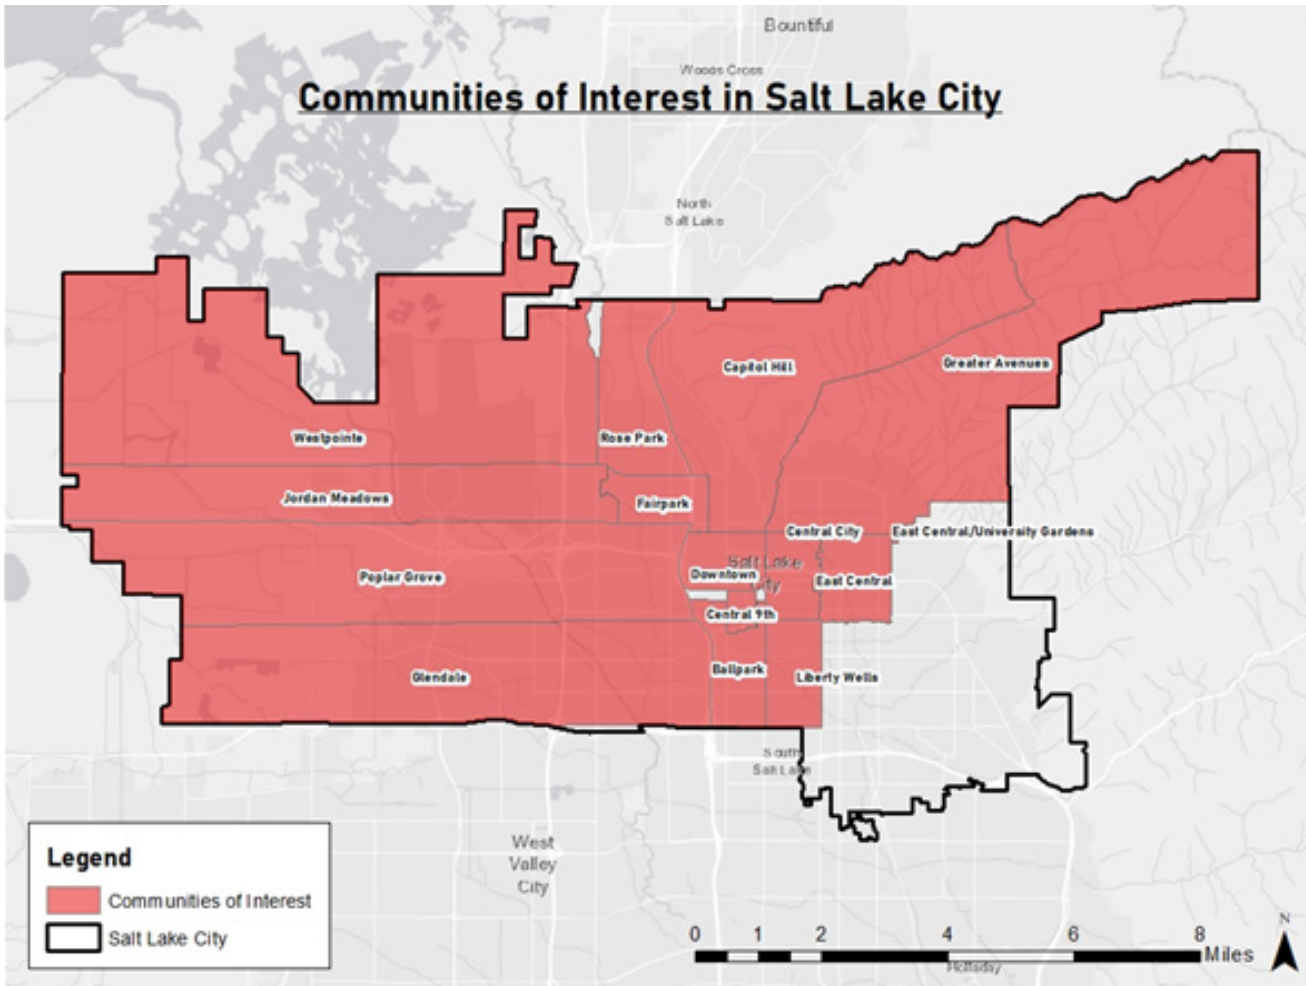 Bountiful
Woods Cross
Communities of Interest in Salt Lake City
North
Salt Lake
Capitol Hill
Greater Avenues
Westpointe
Rose Park
Jordan Meadows
Fairpark
Central City
East Central/University Gardens
Salt Lake
City
Downtown
Poplar Grove
East Central
Central 9th
Ballpark
Glendale
Liberty Wells
South
Salt Lake
West
Valley
City
Legend
Communities of Interest
Salt Lake City
0 1 2 4 6 8
Miles
Holladay
N